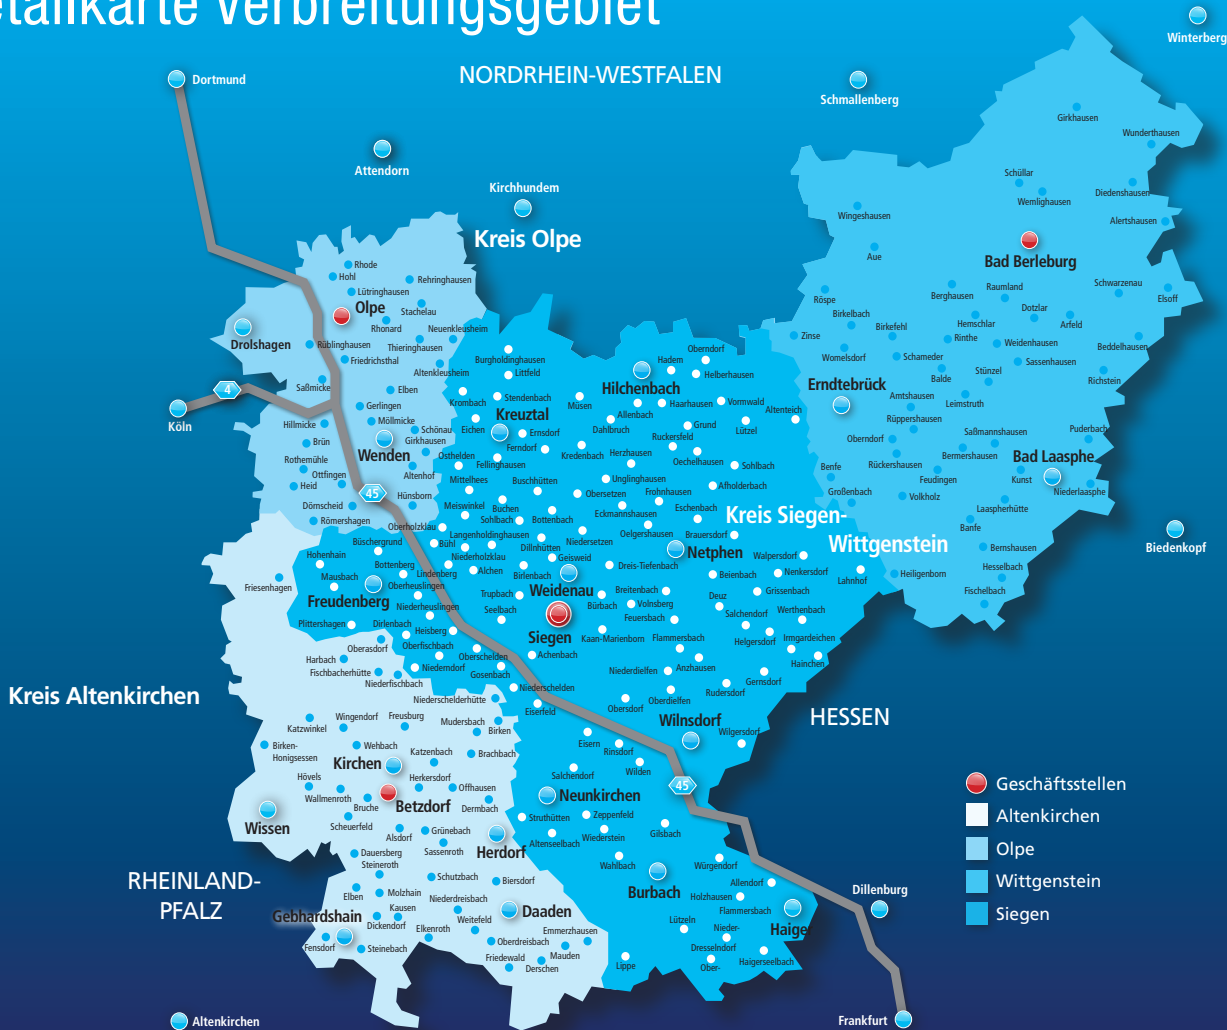 etailkarte Verbreitungsgebiet
Winterberg
Dortmund
NORDRHEIN-WESTFALEN
Schmallenberg
Girkhausen
Wunderthausen
Attendorn
Kirchhundem
Schüllar
Wemlighausen
Diedenshausen
Wingeshausen
Alertshausen
Kreis Olpe
Aue
Bad Berleburg
Rhode
Hohl
Rehringhausen
Lütringhausen
Olpe
Stachelau
Rhonard
Neuenkleusheim
Drolshagen
Rüblinghausen
Thieringhausen
Friedrichsthal
Altenkleusheim
Saßmicke
Elben
4
Köln
Gerlingen
Hillmicke
Möllmicke
Schönau
Brün
Girkhausen
Wenden
Rothemühle
Ottfingen
Altenhof
Heid
45
Hünsborn
Dörnscheid
Römershagen
Berghausen
Raumland
Schwarzenau
Elsoff
Röspe
Birkelbach
Dotzlar
Hemschlar
Arfeld
Zinse
Birkefehl
Rinthe
Weidenhausen
Beddelhausen
Womelsdorf
Schameder
Sassenhausen
Balde
Stünzel
Richstein
Erndtebrück
Amtshausen
Leimstruth
Rüppershausen
Puderbach
Oberndorf
Saßmannshausen
Bermershausen
Bad Laasphe
Rückershausen
Benfe
Feudingen
Kunst
Niederlaasphe
Großenbach
Volkholz
Laaspherhütte
Banfe
Bernshausen
Hesselbach
Heiligenborn
Fischelbach
Biedenkopf
Burgholdinghausen
Littfeld
Oberndorf
Hadem
Helberhausen
Hilchenbach
Krombach
Stendenbach
Müsen
Allenbach
Haarhausen
Vormwald
Altenteich
Kreuztal
Dahlbruch
Grund
Lützel
Eichen
Ernsdorf
Ruckersfeld
Ferndorf
Kredenbach
Herzhausen
Oechelhausen
Osthelden
Fellinghausen
Sohlbach
Mittelhees
Buschhütten
Unglinghausen
Afholderbach
Obersetzen
Frohnhausen
Meiswinkel
Buchen
Eckmannshausen
Eschenbach
Sohlbach
Bottenbach
Kreis Siegen-
Wittgenstein
Oberholzklau
Langenholdinghausen
Niedersetzen
Oelgershausen
Brauersdorf
Bühl
Dillnhütten
Netphen
Walpersdorf
Niederholzklau
Geisweid
Lindenberg
Alchen
Birlenbach
Dreis-Tiefenbach
Beienbach
Nenkersdorf
Lahnhof
Büschergrund
Hohenhain
Bottenberg
Mausbach
Oberheuslingen
Freudenberg
Niederheuslingen
Friesenhagen
Plittershagen
Dirlenbach
Heisberg
Trupbach
Weidenau
Breitenbach
Grissenbach
Seelbach
Bürbach
Volnsberg
Deuz
Werthenbach
Feuersbach
Salchendorf
Siegen
Kaan-Marienborn
Flammersbach
Helgersdorf
Irmgardeichen
Oberasdorf
Oberfischbach
Achenbach
Hainchen
Harbach
Oberschelden
Anzhausen
Fischbacherhütte
Niederndorf
Gosenbach
Niederdielfen
Gernsdorf
Niederfischbach
Niederschelden
Oberdielfen
Rudersdorf
Kreis Altenkirchen
Niederschelderhütte
Eiserfeld
Obersdorf
Wilnsdorf
HESSEN
Wingendorf
Freusburg
Mudersbach
Katzwinkel
Birken
Eisern
Wilgersdorf
Birken-
Honigsessen
Wehbach
Katzenbach
Brachbach
Rinsdorf
Kirchen
Wilden
Hövels
Herkersdorf
Offhausen
Salchendorf
45
Wallmenroth
Bruche
Betzdorf
Dermbach
Neunkirchen
Scheuerfeld
Struthütten
Zeppenfeld
Wissen
Alsdorf
Grünebach
Wiederstein
Gilsbach
Sassenroth
Herdorf
Altenseelbach
Dauersberg
Steineroth
Wahlbach
Würgendorf
RHEINLAND-
PFALZ
Schutzbach
Biersdorf
Burbach
Allendorf
Elben
Molzhain
Niederdreisbach
Holzhausen
Dillenburg
Kausen
Gebhardshain
Dickendorf
Weitefeld
Daaden
Flammersbach
Elkenroth
Emmerzhausen
Lützeln
Nieder-
Haiger
Fensdorf
Steinebach
Oberdreisbach
Dresselndorf
Friedewald
Mauden
Derschen
Lippe
Ober-
Haigerseelbach
Altenkirchen
Frankfurt
Geschäftsstellen
Altenkirchen
Olpe
Wittgenstein
Siegen